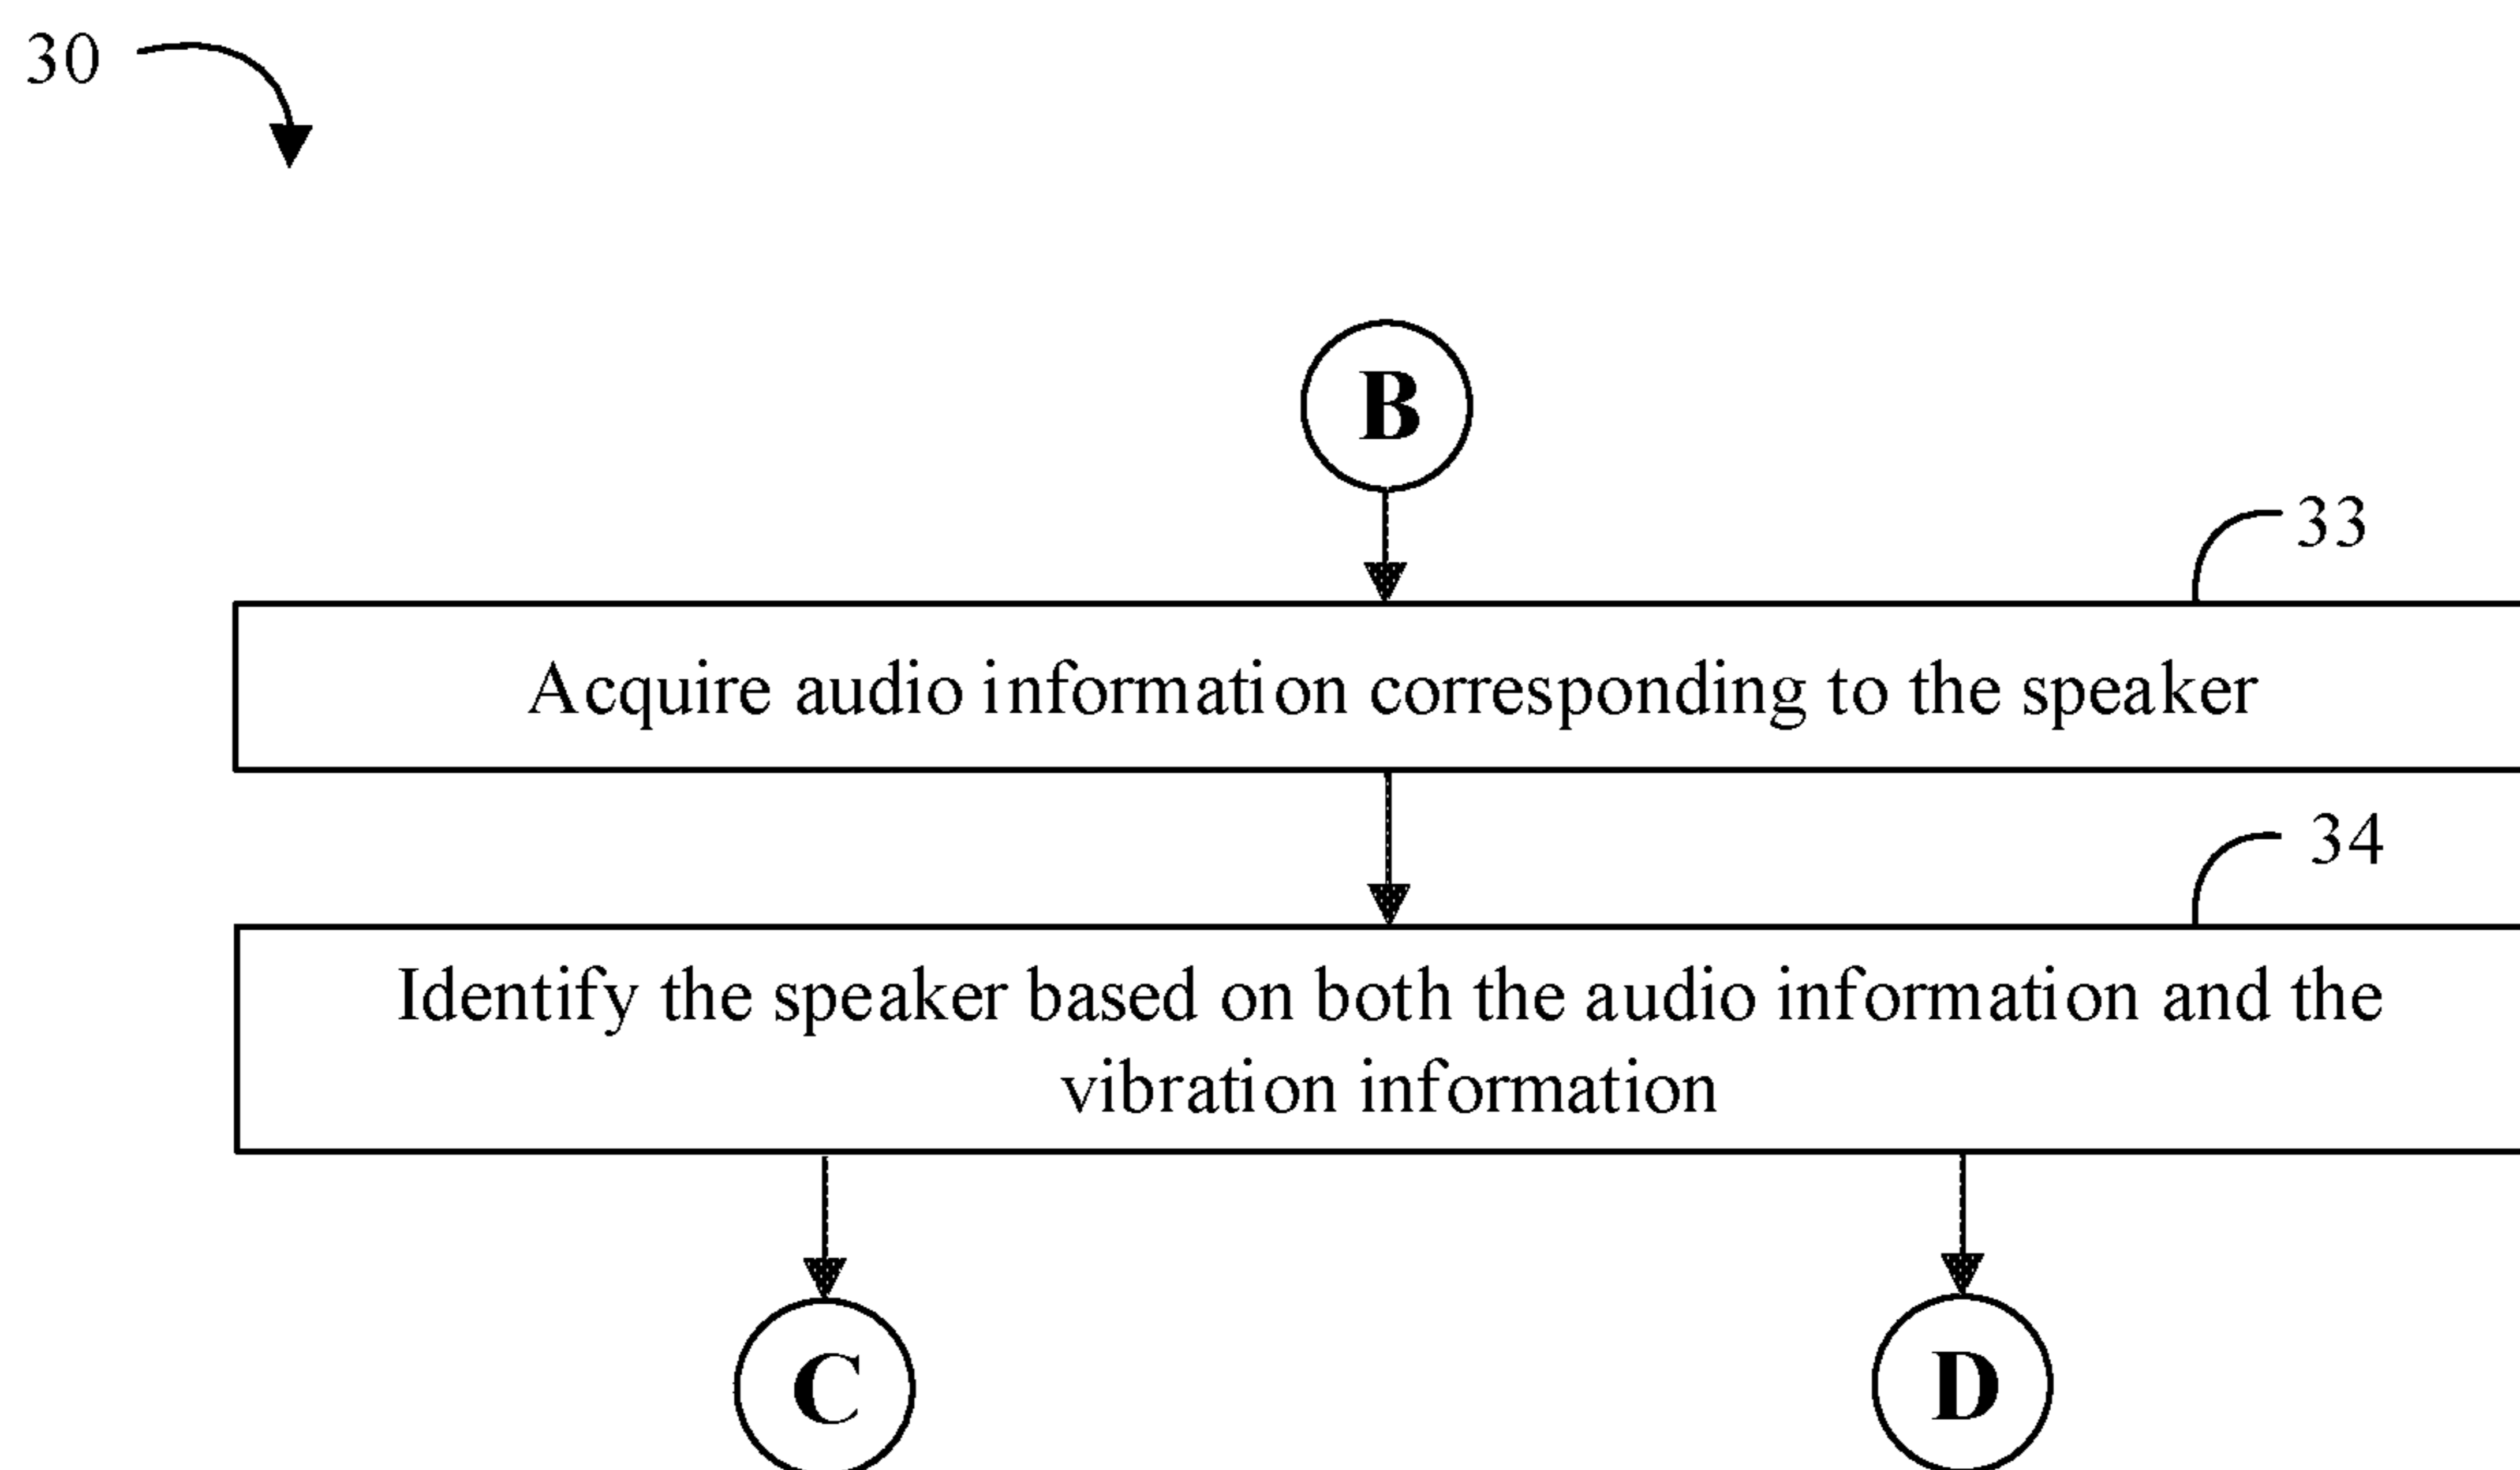 30
B
33
Acquire audio information corresponding to the speaker
34
Identify the speaker based on both the audio information and the
vibration information
C
D